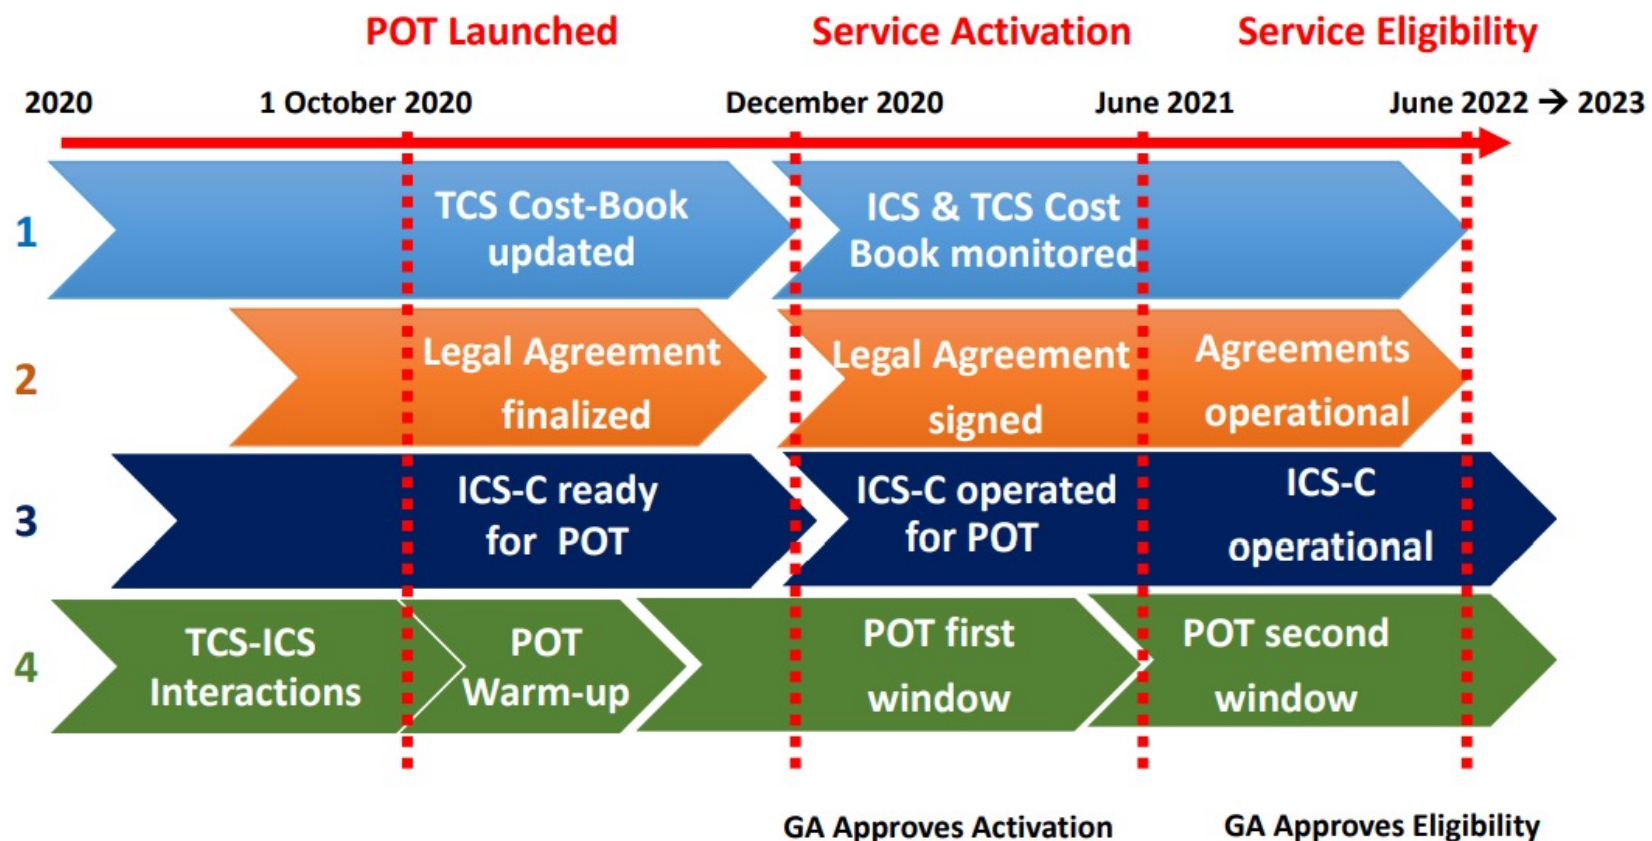 POT Launched Service Activation Service Eligibility
2020 1 October 2020 December 2020 June 2021 June 2022 → 2023
1
TCS Cost-Book
updated
ICS & TCS Cost
Book monitored
2
Legal Agreement
finalized
Legal Agreement
signed
Agreements
operational
3
ICS-C ready
for POT
ICS-C operated
for POT
ICS-C
operational
4
TCS-ICS
Interactions
POT
Warm-up
POT first
window
POT second
window
GA Approves Activation GA Approves Eligibility